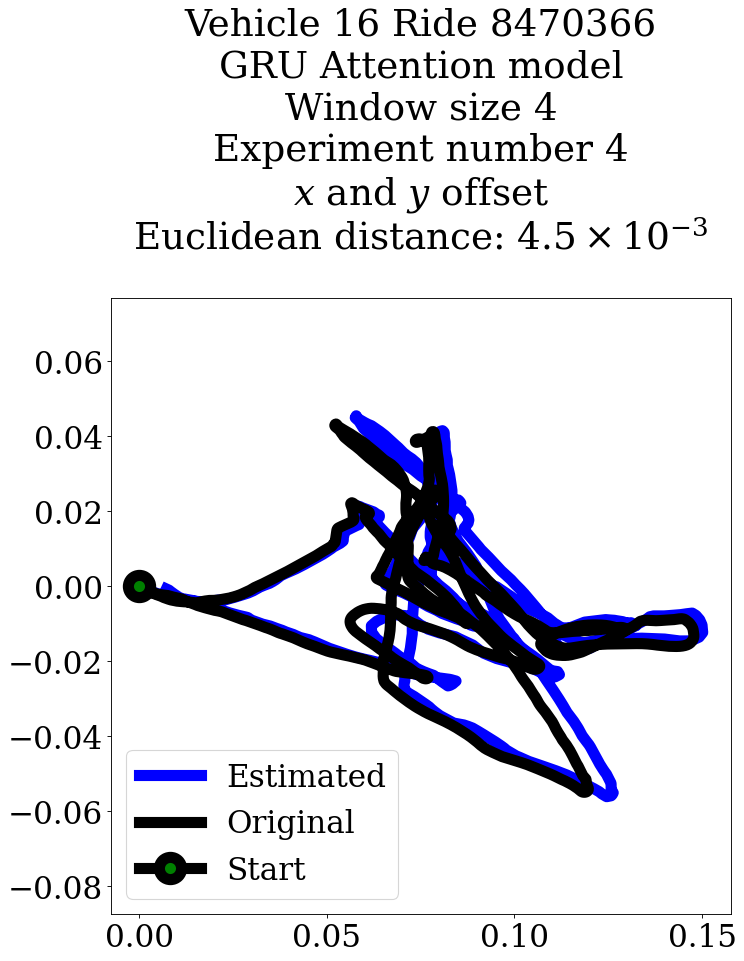 Vehicle 16 Ride 8470366
GRU Attention model
Window size 4
Experiment number 4
x and y offset
Euclidean distance: 4.5 × 10⁻³
0.06
0.04
0.02
0.00
−0.02
−0.04
−0.06
−0.08
Estimated
Original
Start
0.00 0.05 0.10 0.15